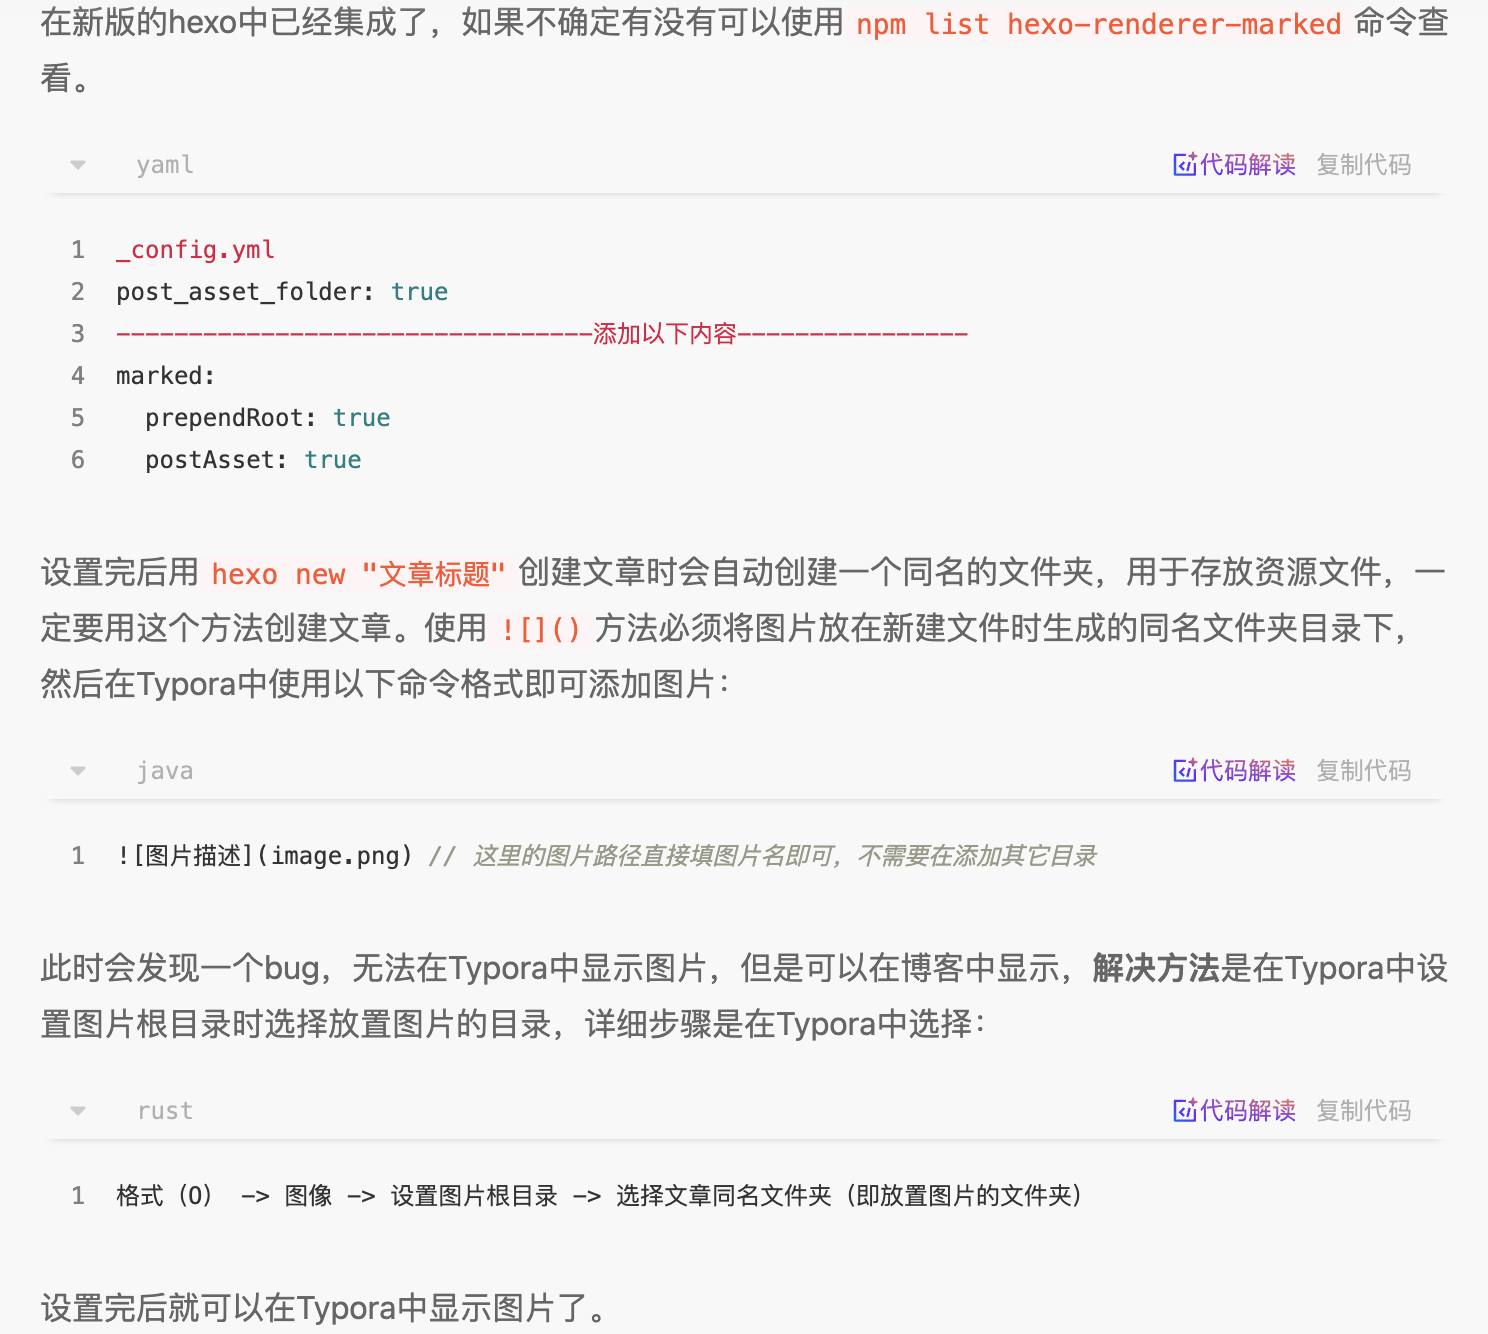 在新版的hexo中已经集成了，如果不确定有没有可以使用 npm list hexo-renderer-marked 命令查
看。
yaml 代码解读 复制代码
1 _config.yml
2 post_asset_folder: true
3 ---------------------------------添加以下内容----------------
4 marked:
5   prependRoot: true
6   postAsset: true
设置完后用 hexo new "文章标题" 创建文章时会自动创建一个同名的文件夹，用于存放资源文件，一
定要用这个方法创建文章。使用 ![]() 方法必须将图片放在新建文件时生成的同名文件夹目录下，
然后在Typora中使用以下命令格式即可添加图片：
java 代码解读 复制代码
1 ![图片描述](image.png) // 这里的图片路径直接填图片名即可，不需要在添加其它目录
此时会发现一个bug，无法在Typora中显示图片，但是可以在博客中显示，解决方法是在Typora中设
置图片根目录时选择放置图片的目录，详细步骤是在Typora中选择：
rust 代码解读 复制代码
1 格式（O） -> 图像 -> 设置图片根目录 -> 选择文章同名文件夹（即放置图片的文件夹）
设置完后就可以在Typora中显示图片了。